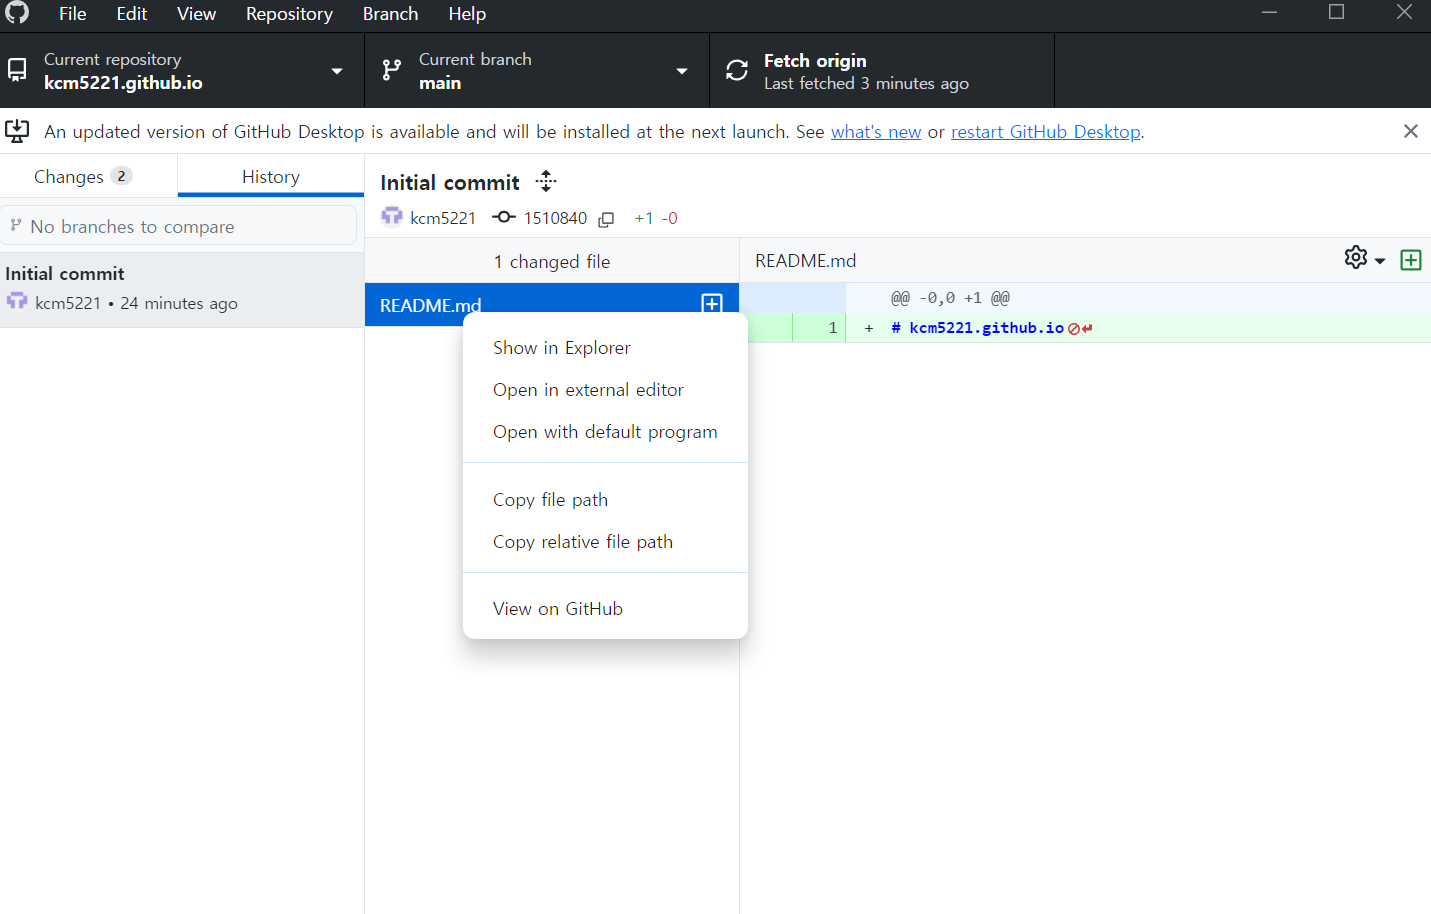 File Edit View Repository Branch Help
Current repository
kcm5221.github.io
Current branch
main
Fetch origin
Last fetched 3 minutes ago
An updated version of GitHub Desktop is available and will be installed at the next launch. See what's new or restart GitHub Desktop.
Changes 2
History
No branches to compare
Initial commit
kcm5221 • 24 minutes ago
Initial commit
kcm5221 1510840 +1 -0
1 changed file
README.md
README.md
@@ -0,0 +1 @@
1 + # kcm5221.github.io
Show in Explorer
Open in external editor
Open with default program
Copy file path
Copy relative file path
View on GitHub